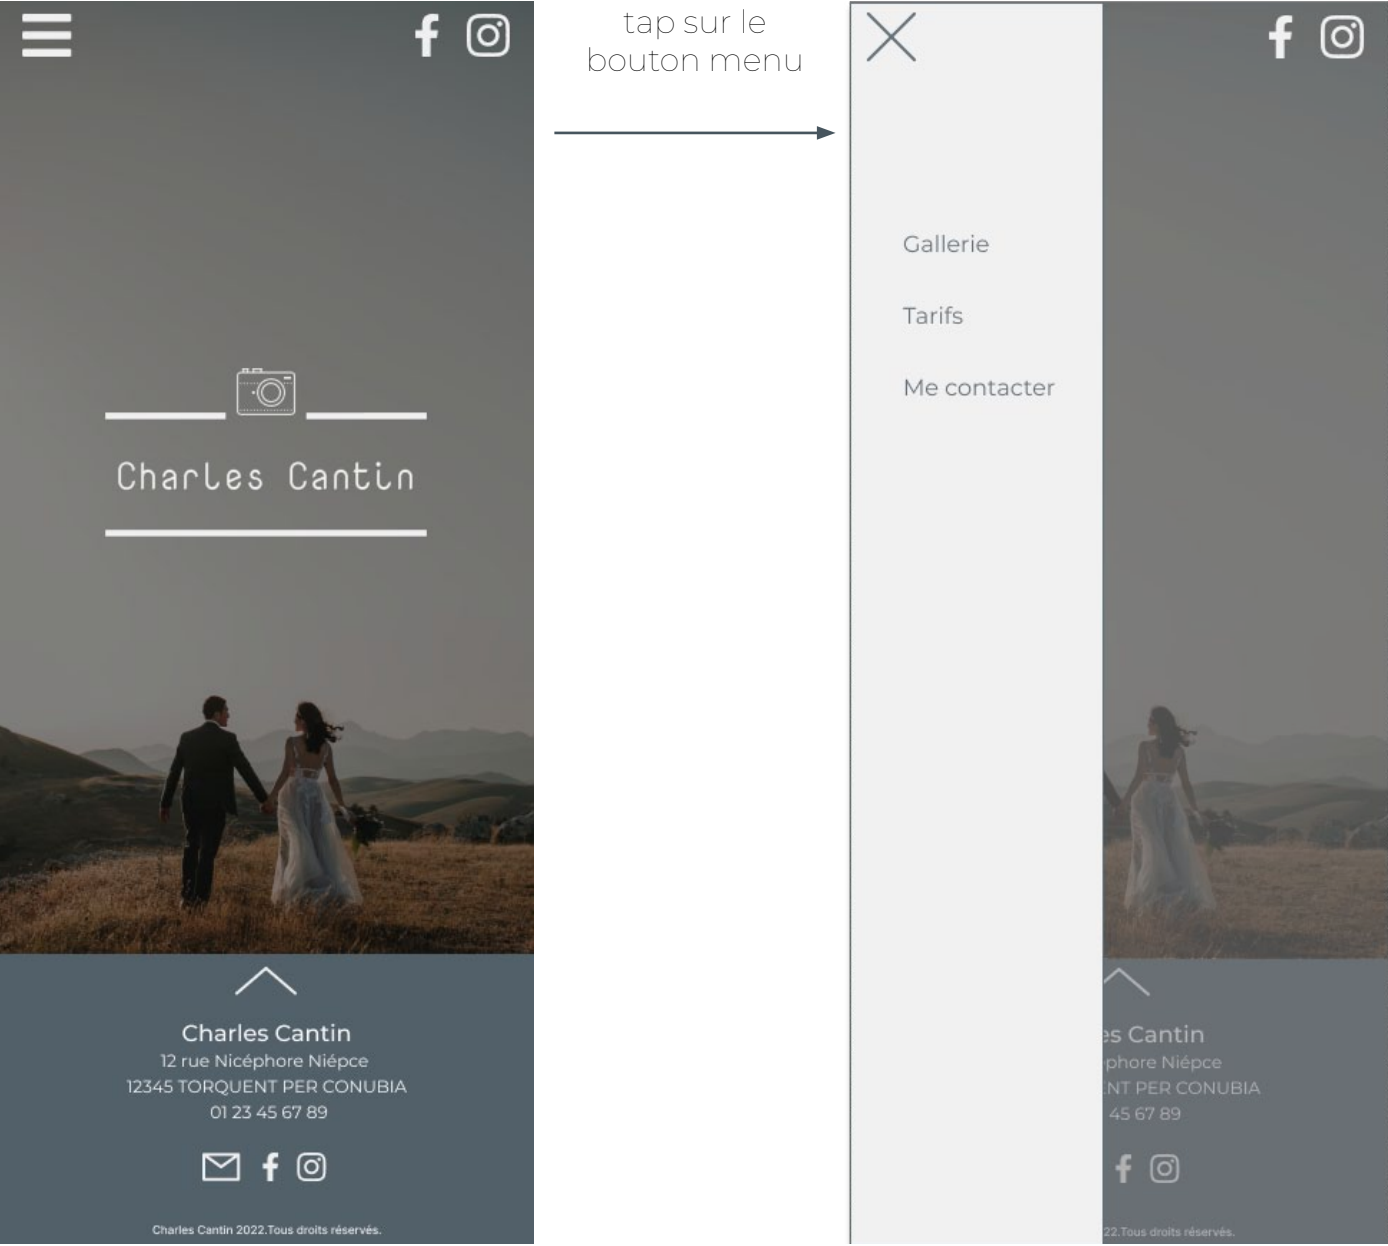 tap sur le
bouton menu
Charles Cantin
Charles Cantin
12 rue Nicéphore Niépce
12345 TORQUENT PER CONUBIA
01 23 45 67 89
Charles Cantin 2022.Tous droits réservés.
Gallerie
Tarifs
Me contacter
es Cantin
phore Niépce
NT PER CONUBIA
45 67 89
22.Tous droits réservés.